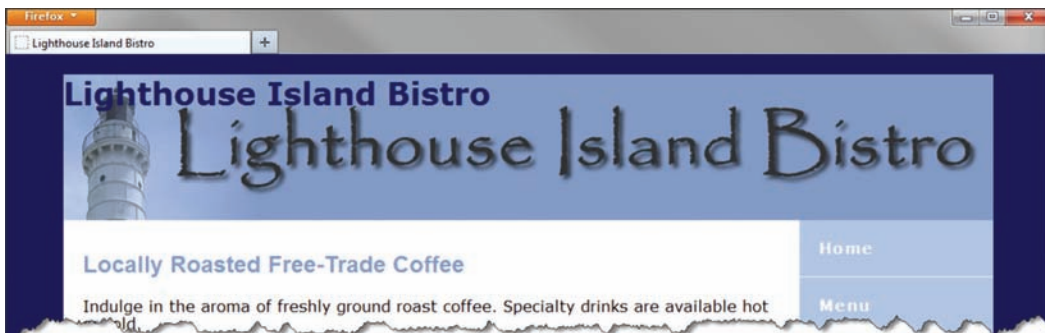 Firefox
Lighthouse Island Bistro
Lighthouse Island Bistro
Lighthouse Island Bistro
Locally Roasted Free-Trade Coffee
Indulge in the aroma of freshly ground roast coffee. Specialty drinks are available hot
Home
Menu